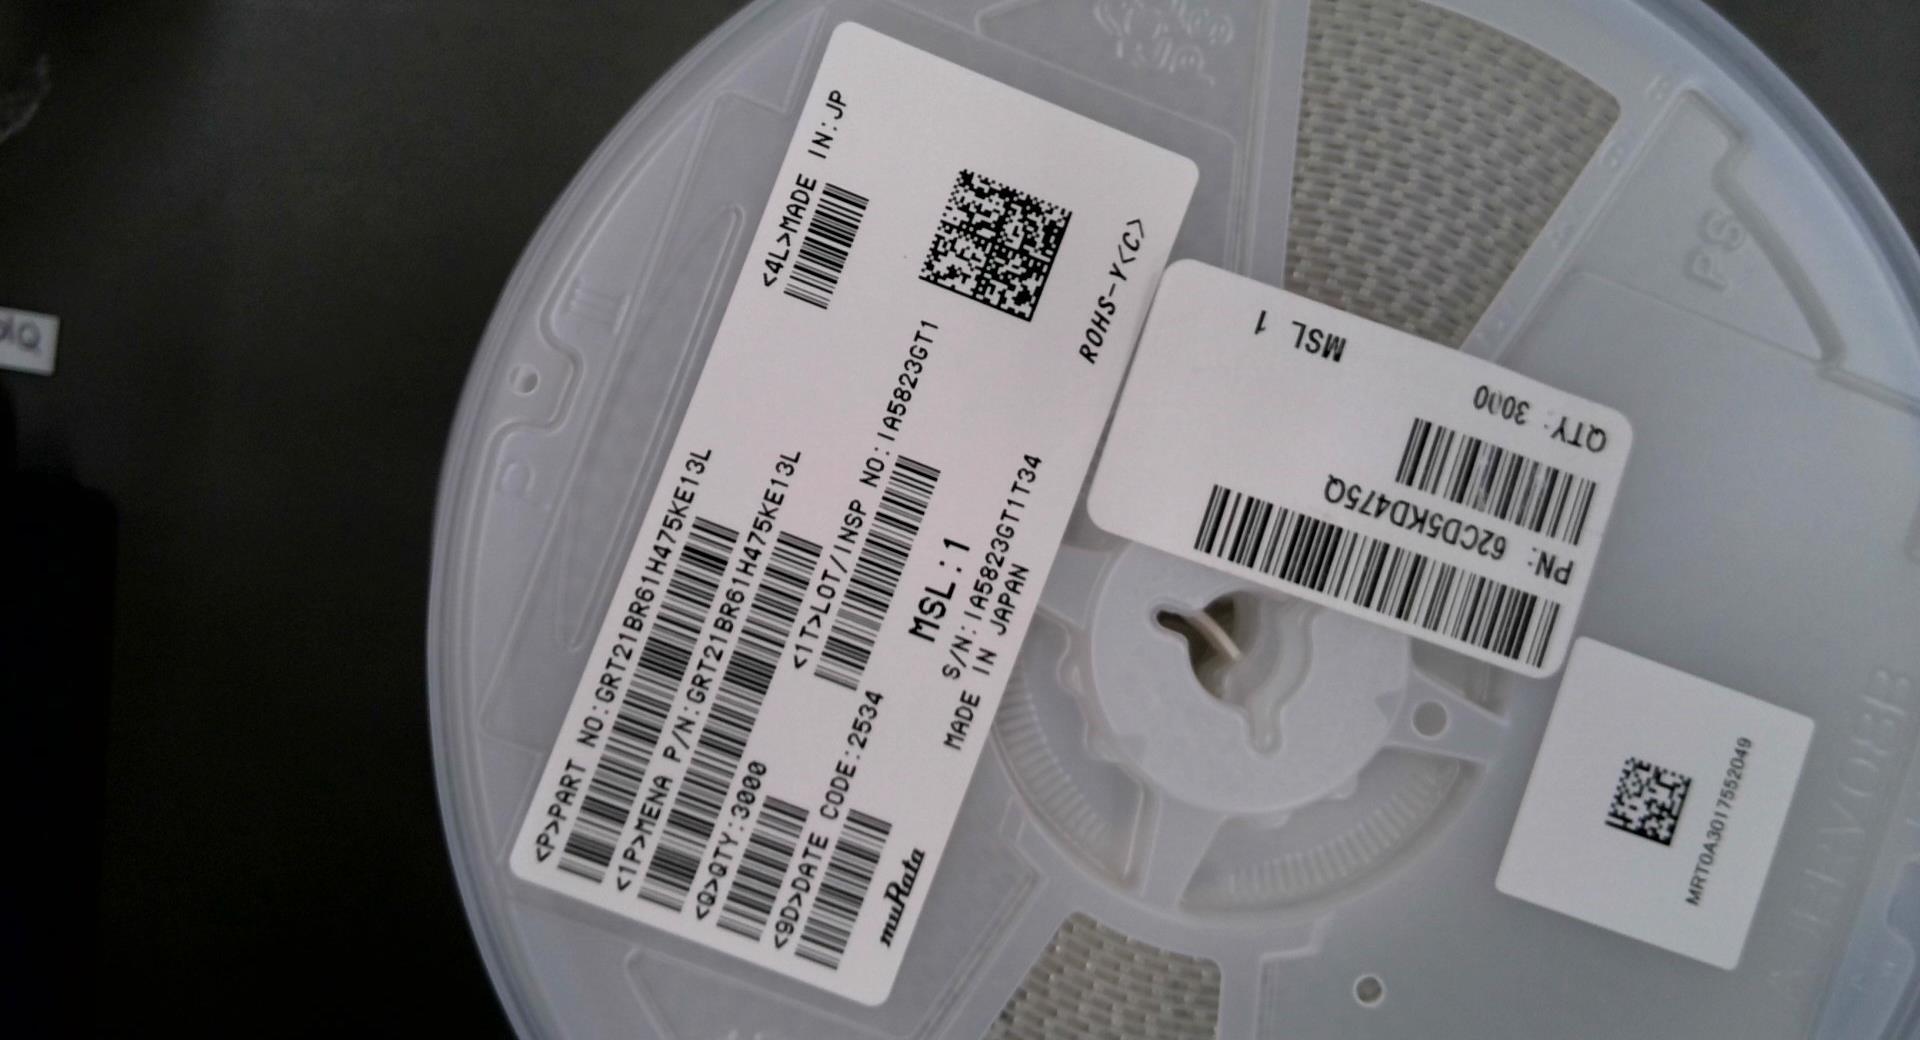 <4L>MADE IN:JP
<P>PART NO:GRT21BR61H475KE13L
<1P>MENA P/N:GRT21BR61H475KE13L
<Q>QTY:3000
<1T>LOT/INSP NO:IA5823GT1
<9D>DATE CODE:2534
MSL:1
S/N:IA5823GT1T34
MADE IN JAPAN
muRata
ROHS-Y<C>
PN: 62CD5KD475Q
QTY: 3000
MSL 1
MRT0A3017552049
PS